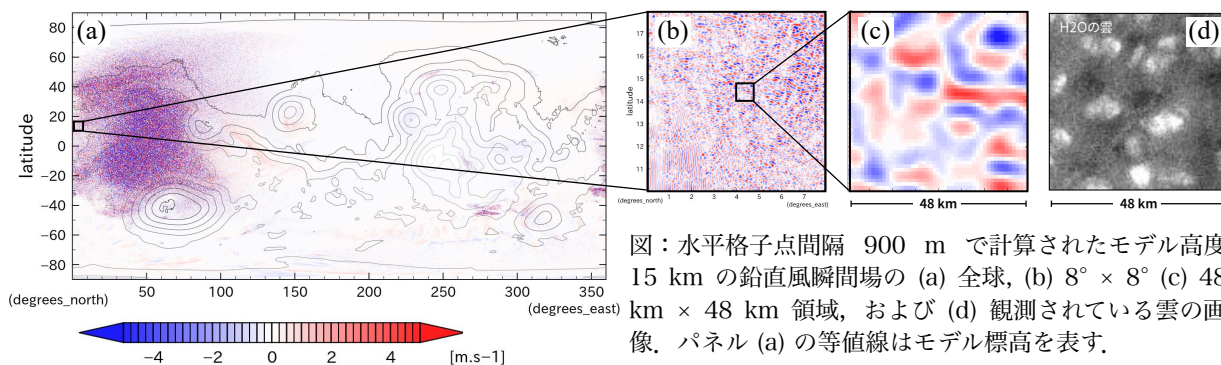 (a)
80
60
40
20
0
−20
−40
−60
−80
latitude
(degrees_north)
50
100
150
200
250
300
350
(degrees_east)
−4
−2
0
2
4
[m.s−1]
(b)
17
16
15
14
13
12
11
latitude
(degrees_north)
1
2
3
4
5
6
7
(degrees_east)
(c)
48 km
H2Oの雲
(d)
48 km
図：水平格子点間隔 900 m で計算されたモデル高度
15 km の鉛直風瞬間場の (a) 全球, (b) 8° × 8° (c) 48
km × 48 km 領域，および (d) 観測されている雲の画
像．パネル (a) の等値線はモデル標高を表す．